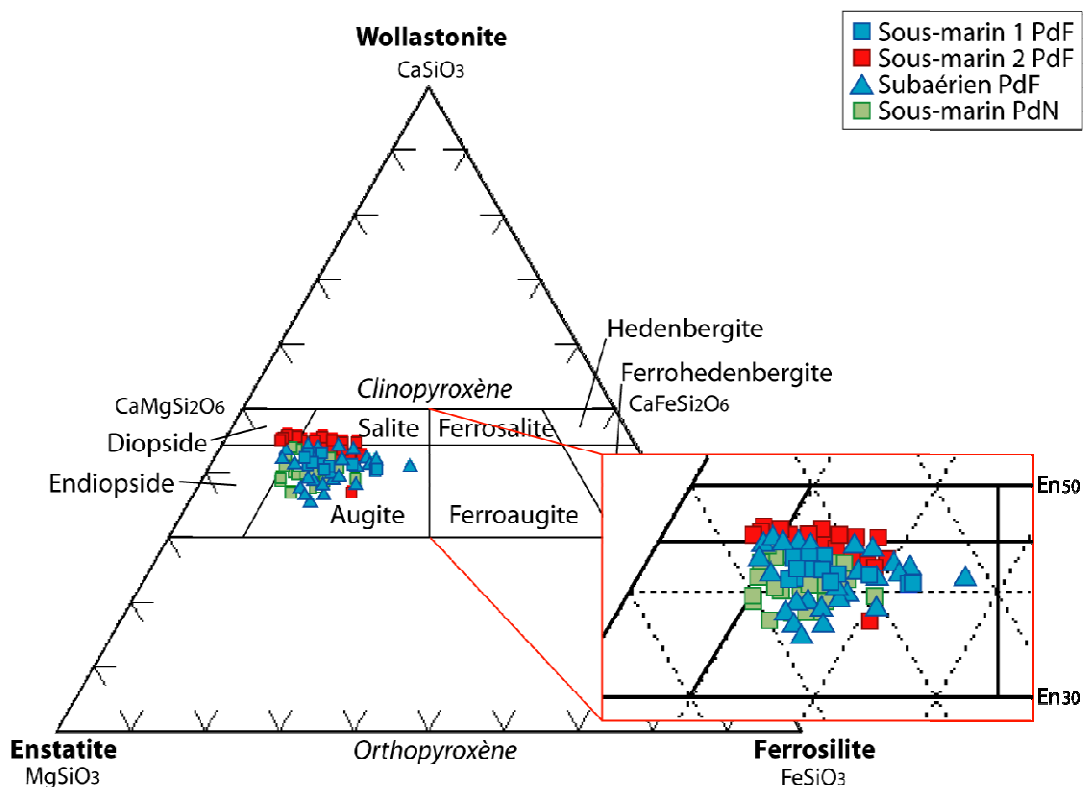 Wollastonite
CaSiO3
Sous-marin 1 PdF
Sous-marin 2 PdF
Subaérien PdF
Sous-marin PdN
Hedenbergite
Ferrohedenbergite
CaFeSi2O6
Clinopyroxène
CaMgSi2O6
Diopside
Salite
Ferrosalite
Endiopside
Augite
Ferroaugite
En50
En30
Enstatite
MgSiO3
Orthopyroxène
Ferrosilite
FeSiO3